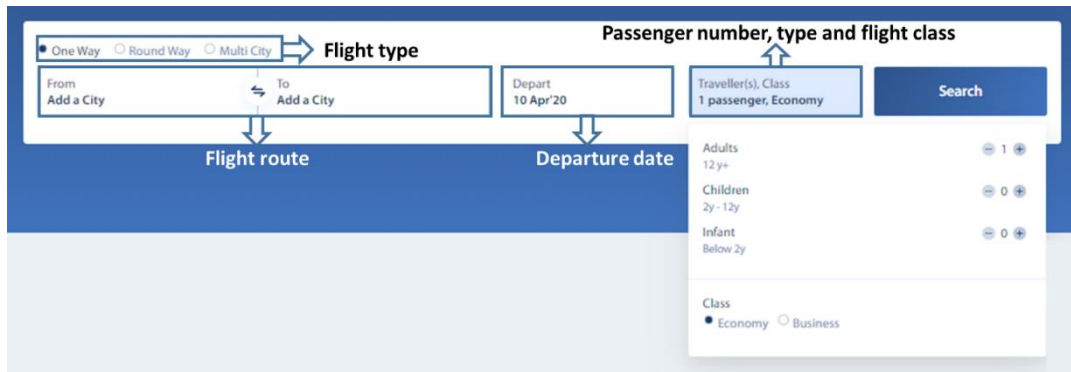 Passenger number, type and flight class
One Way Round Way Multi City
Flight type
From
Add a City
To
Add a City
Depart
10 Apr'20
Traveller(s), Class
1 passenger, Economy
Search
Flight route
Departure date
Adults
1
12 y+
Children
0
2y - 12y
Infant
0
Below 2y
Class
Economy Business